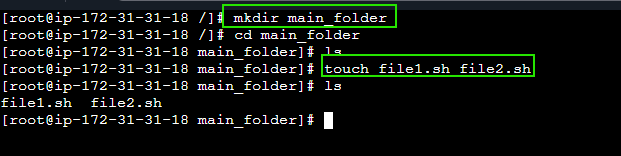 [root@ip-172-31-31-18 /]# mkdir main_folder
[root@ip-172-31-31-18 /]# cd main_folder
[root@ip-172-31-31-18 main_folder]# ls
[root@ip-172-31-31-18 main_folder]# touch file1.sh file2.sh
[root@ip-172-31-31-18 main_folder]# ls
file1.sh  file2.sh
[root@ip-172-31-31-18 main_folder]#